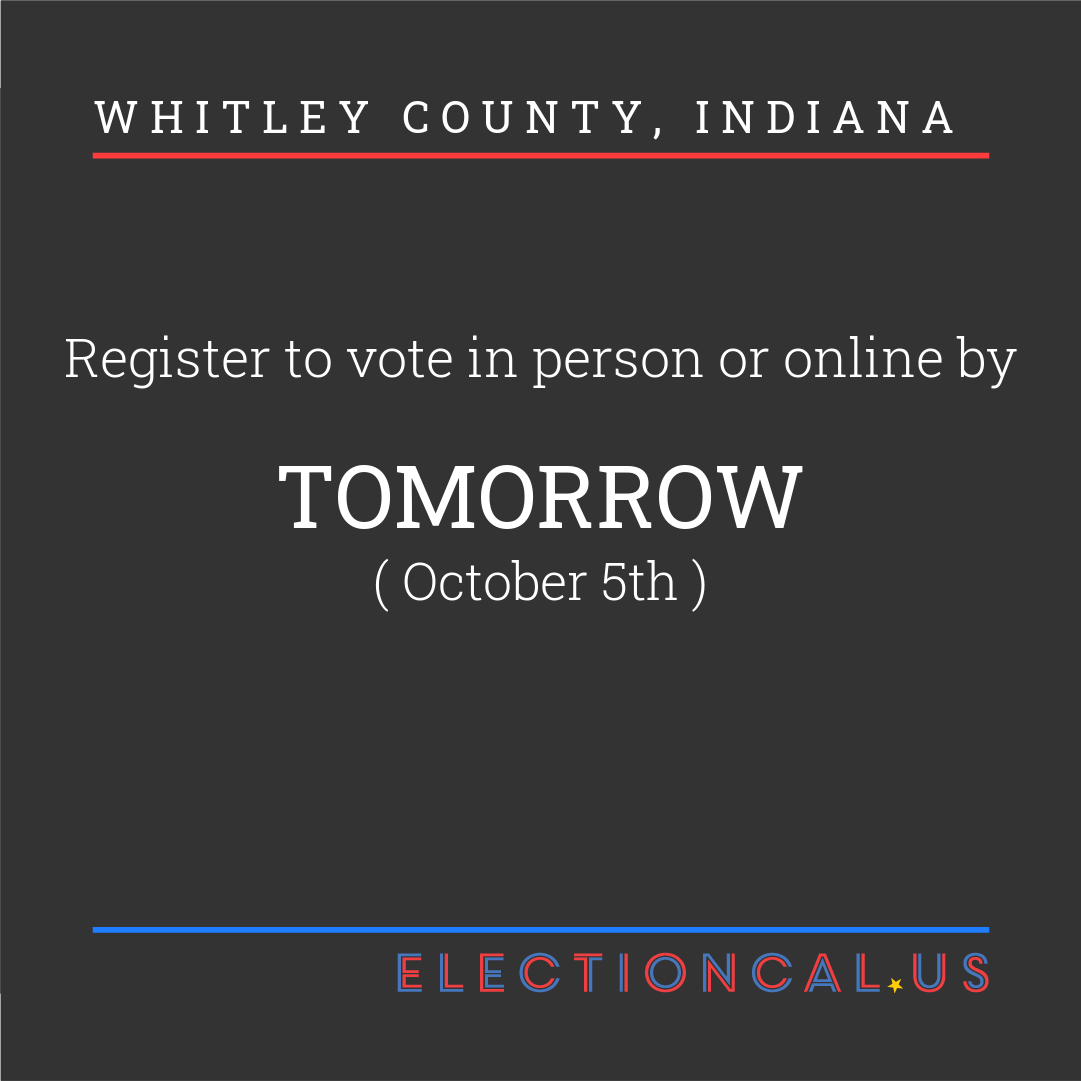 WHITLEY COUNTY, INDIANA
Register to vote in person or online by
TOMORROW
( October 5th )
ELECTIONCAL.US